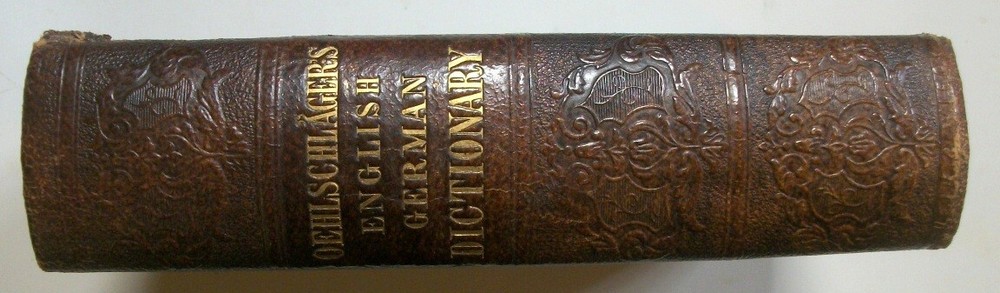 OEHLSCHLÄGER'S
ENGLISH
GERMAN
DICTIONARY